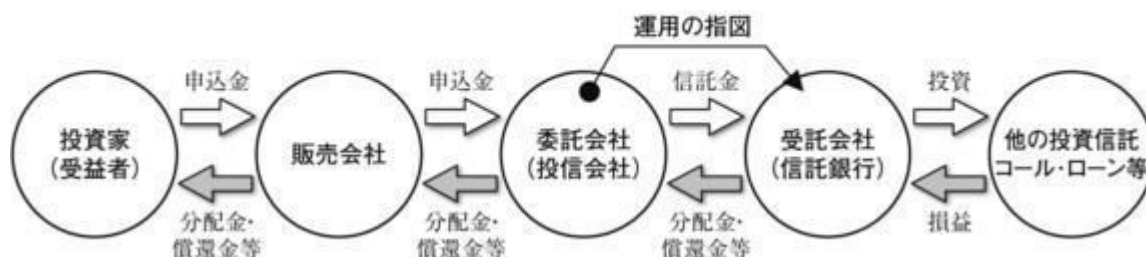 運用の指図
申込金
申込金
信託金
投資
投資家
(受益者)
販売会社
委託会社
(投信会社)
受託会社
(信託銀行)
他の投資信託
コール・ローン等
分配金・
償還金等
分配金・
償還金等
分配金・
償還金等
損益